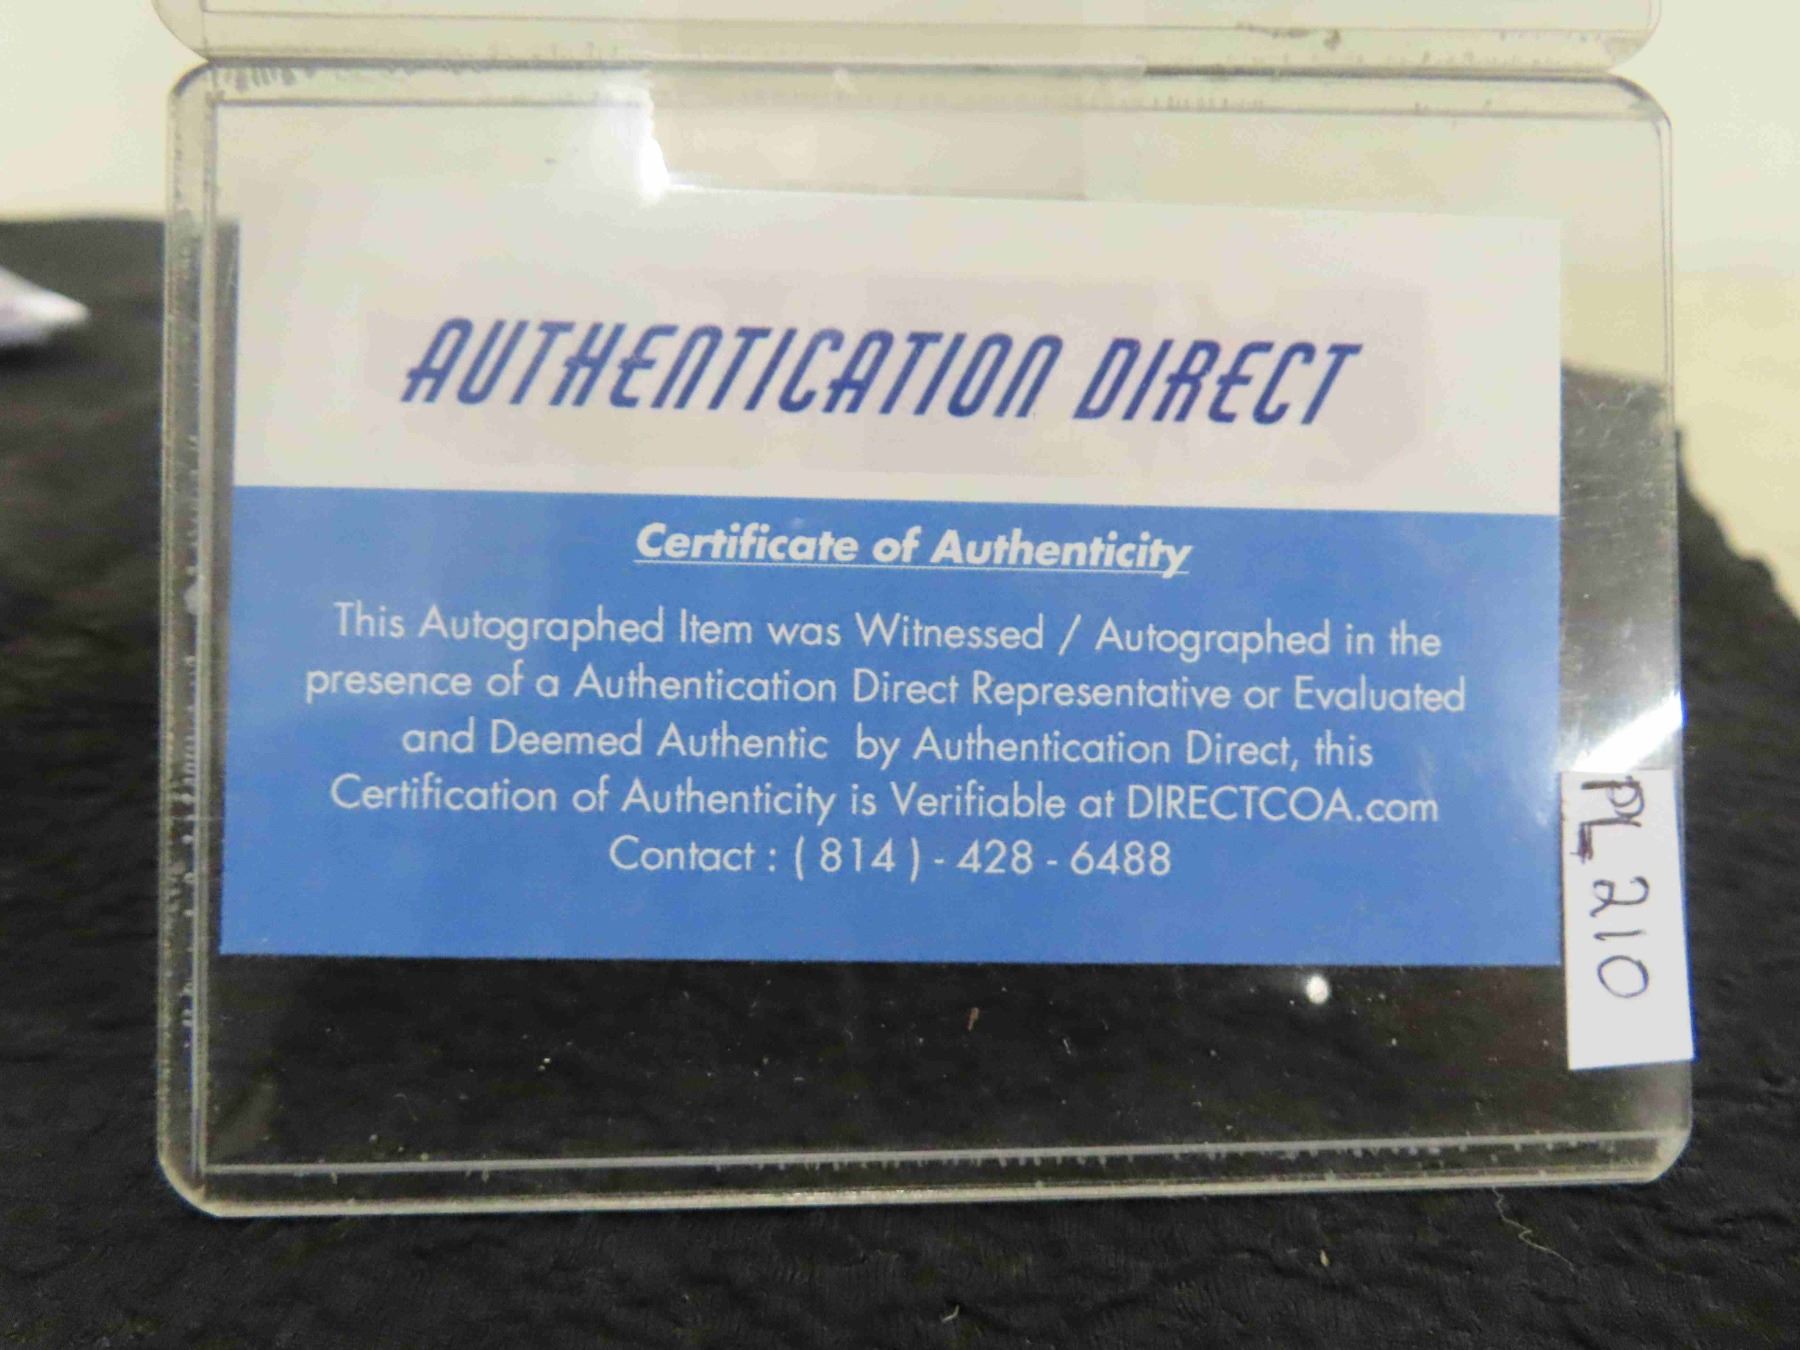 AUTHENTICATION DIRECT
Certificate of Authenticity
This Autographed Item was Witnessed / Autographed in the
presence of a Authentication Direct Representative or Evaluated
and Deemed Authentic by Authentication Direct, this
Certification of Authenticity is Verifiable at DIRECTCOA.com
Contact : ( 814 ) - 428 - 6488
PL 210